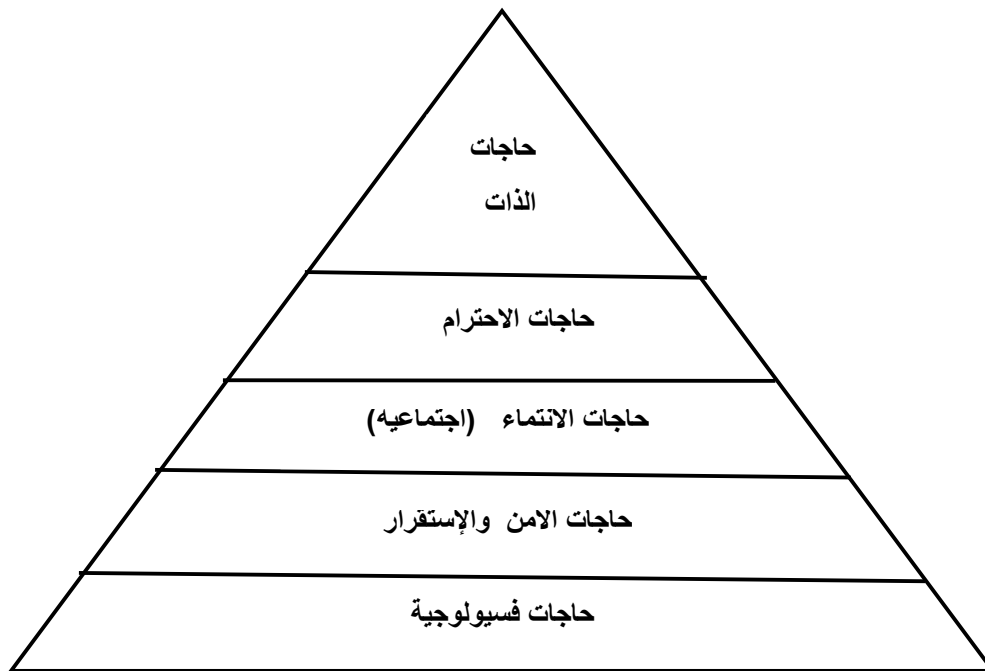 حاجات
الذات
حاجات الاحترام
حاجات الانتماء (اجتماعيه)
حاجات الامن والإستقرار
حاجات فسيولوجية